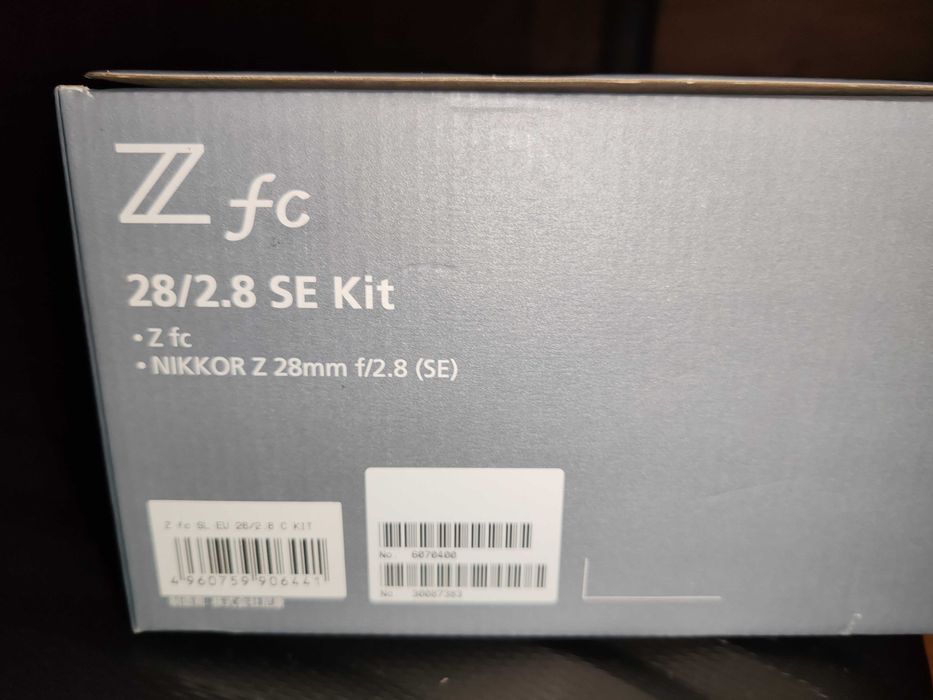 Z fc
28/2.8 SE Kit
• Z fc
• NIKKOR Z 28mm f/2.8 (SE)
Z fc SL EU 28/2.8 C KIT
4 960759 906441
No. 6070400
No. 30087383